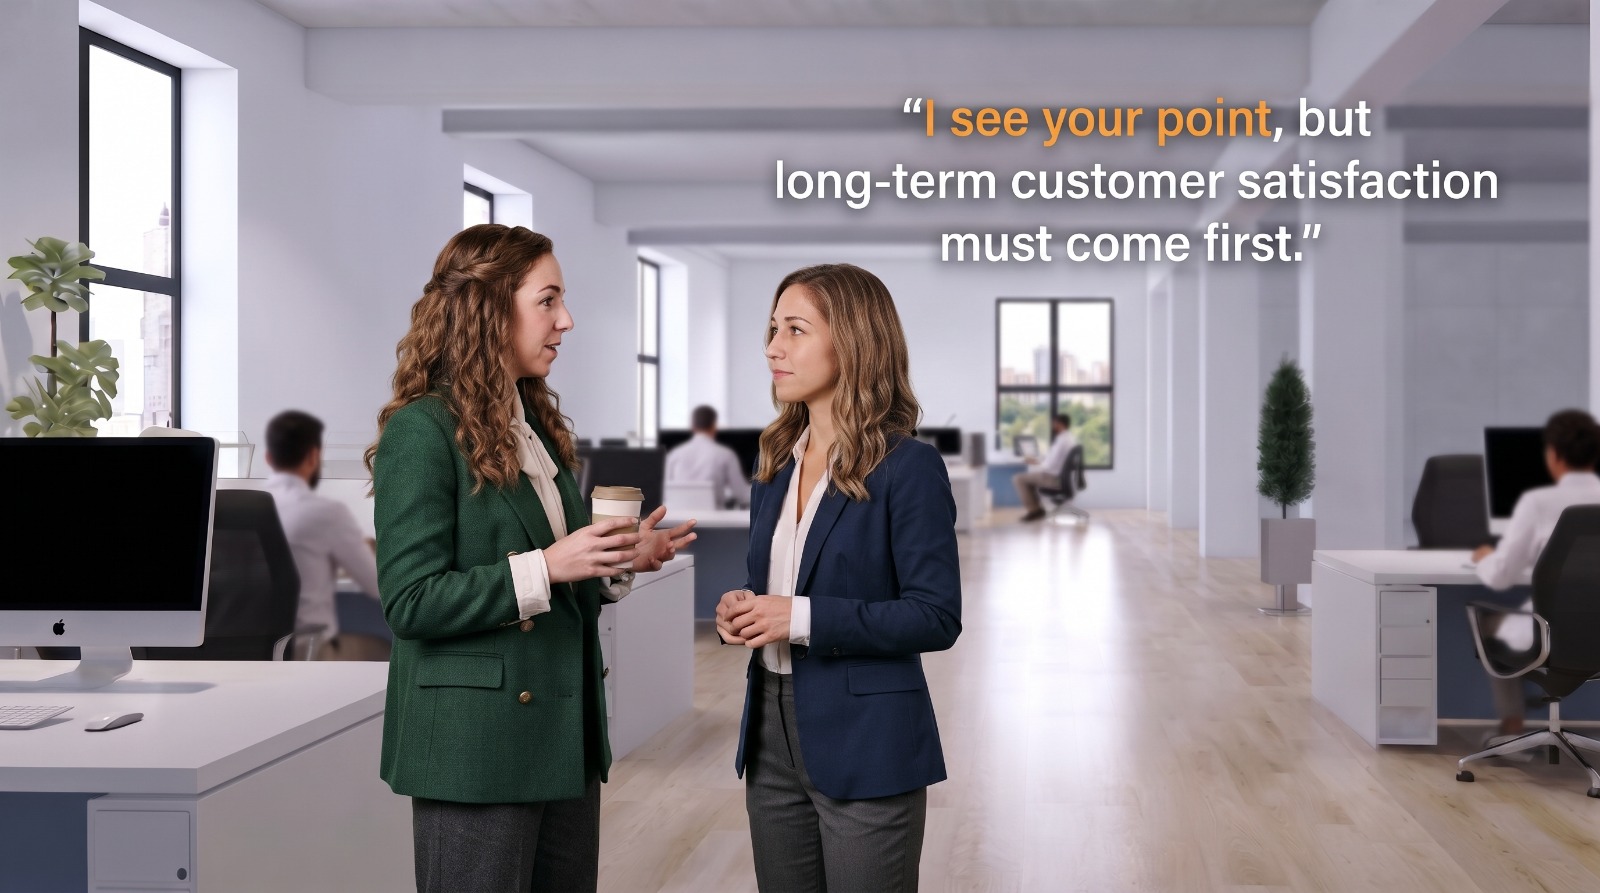 “I see your point, but
long-term customer satisfaction
must come first.”